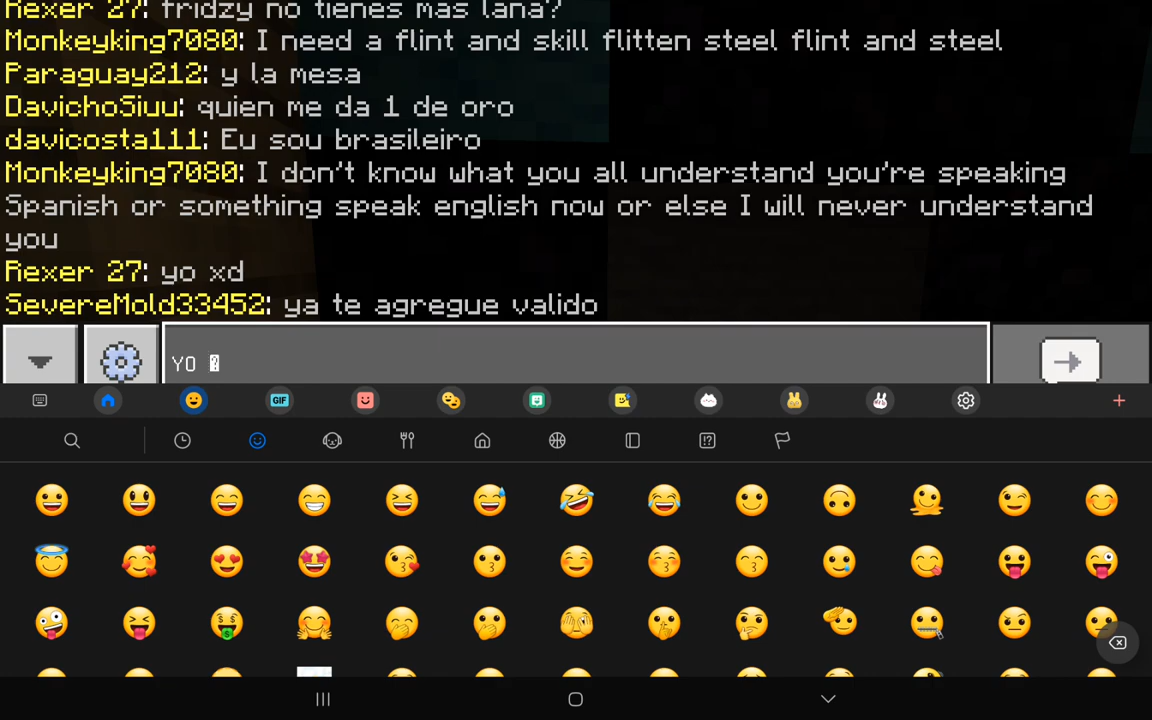 Rexer 27: fridzy no tienes mas lana?
Monkeyking7080: I need a flint and skill flitten steel flint and steel
Paraguay212: y la mesa
DavichoSiuu: quien me da 1 de oro
davicosta111: Eu sou brasileiro
Monkeyking7080: I don't know what you all understand you're speaking
Spanish or something speak english now or else I will never understand
you
Rexer 27: yo xd
SevereMold33452: ya te agregue valido
YO
GIF
!?